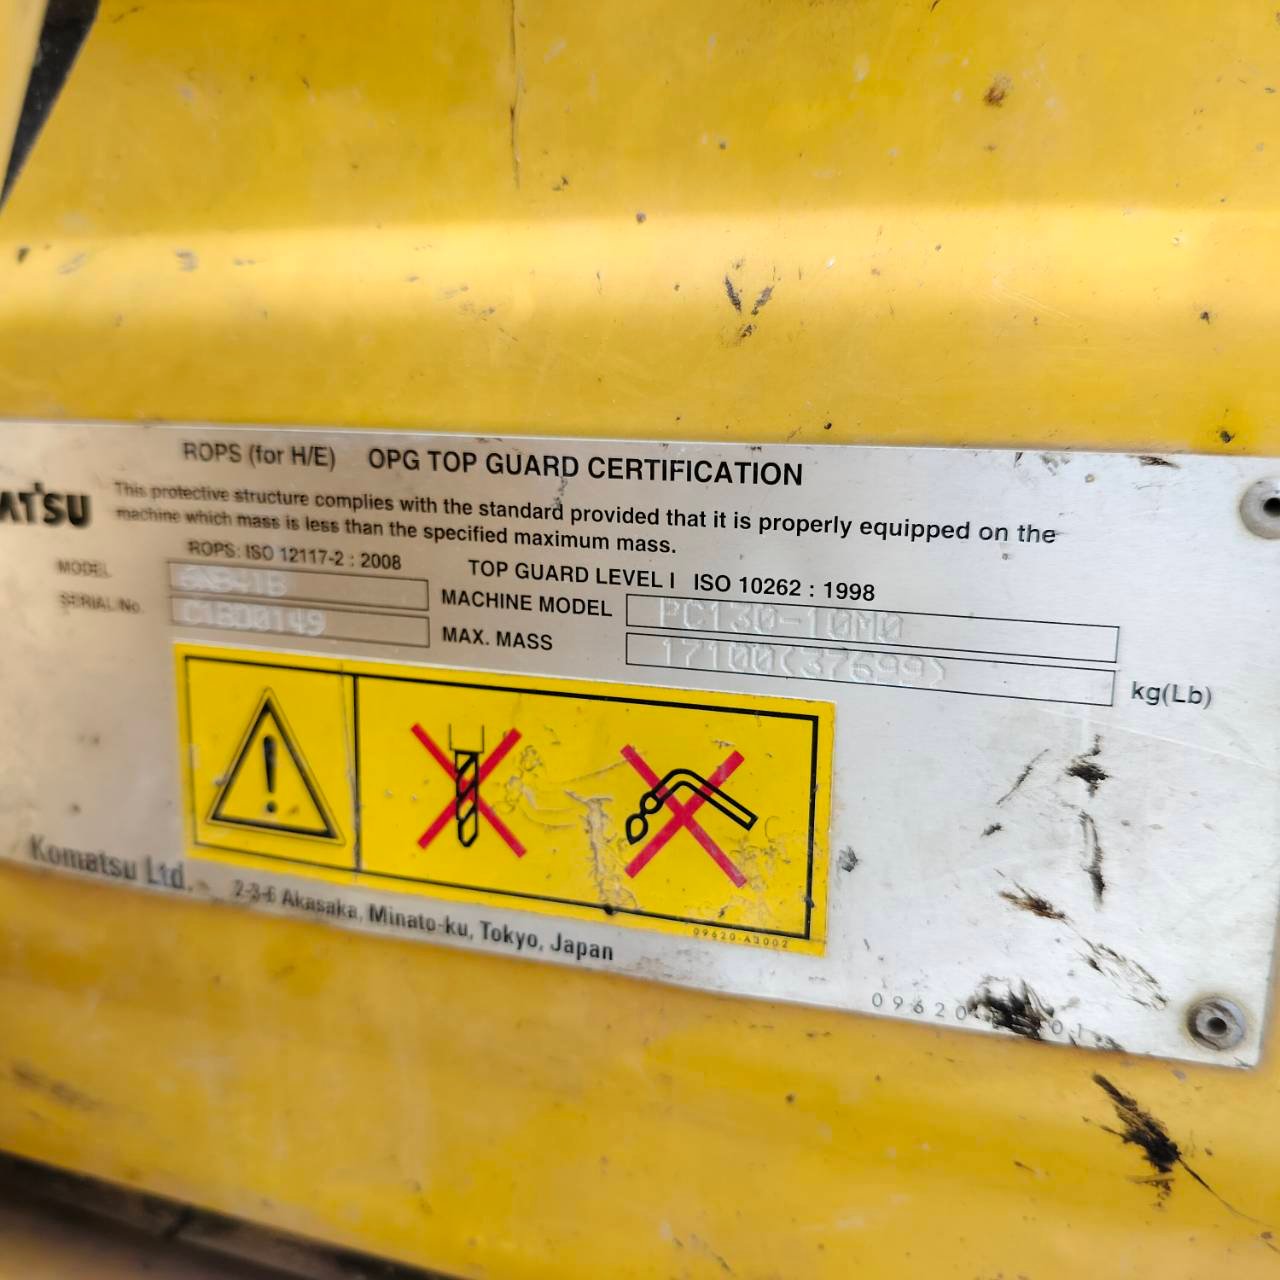 ROPS (for H/E) OPG TOP GUARD CERTIFICATION
ATSU
This protective structure complies with the standard provided that it is properly equipped on the
machine which mass is less than the specified maximum mass.
ROPS: ISO 12117-2 : 2008 TOP GUARD LEVEL I ISO 10262 : 1998
MODEL MACHINE MODEL PC130-10M0
SERIAL No. C1BD0149 MAX. MASS 17100(37699) kg(Lb)
Komatsu Ltd. 2-3-6 Akasaka, Minato-ku, Tokyo, Japan
09620-A3002